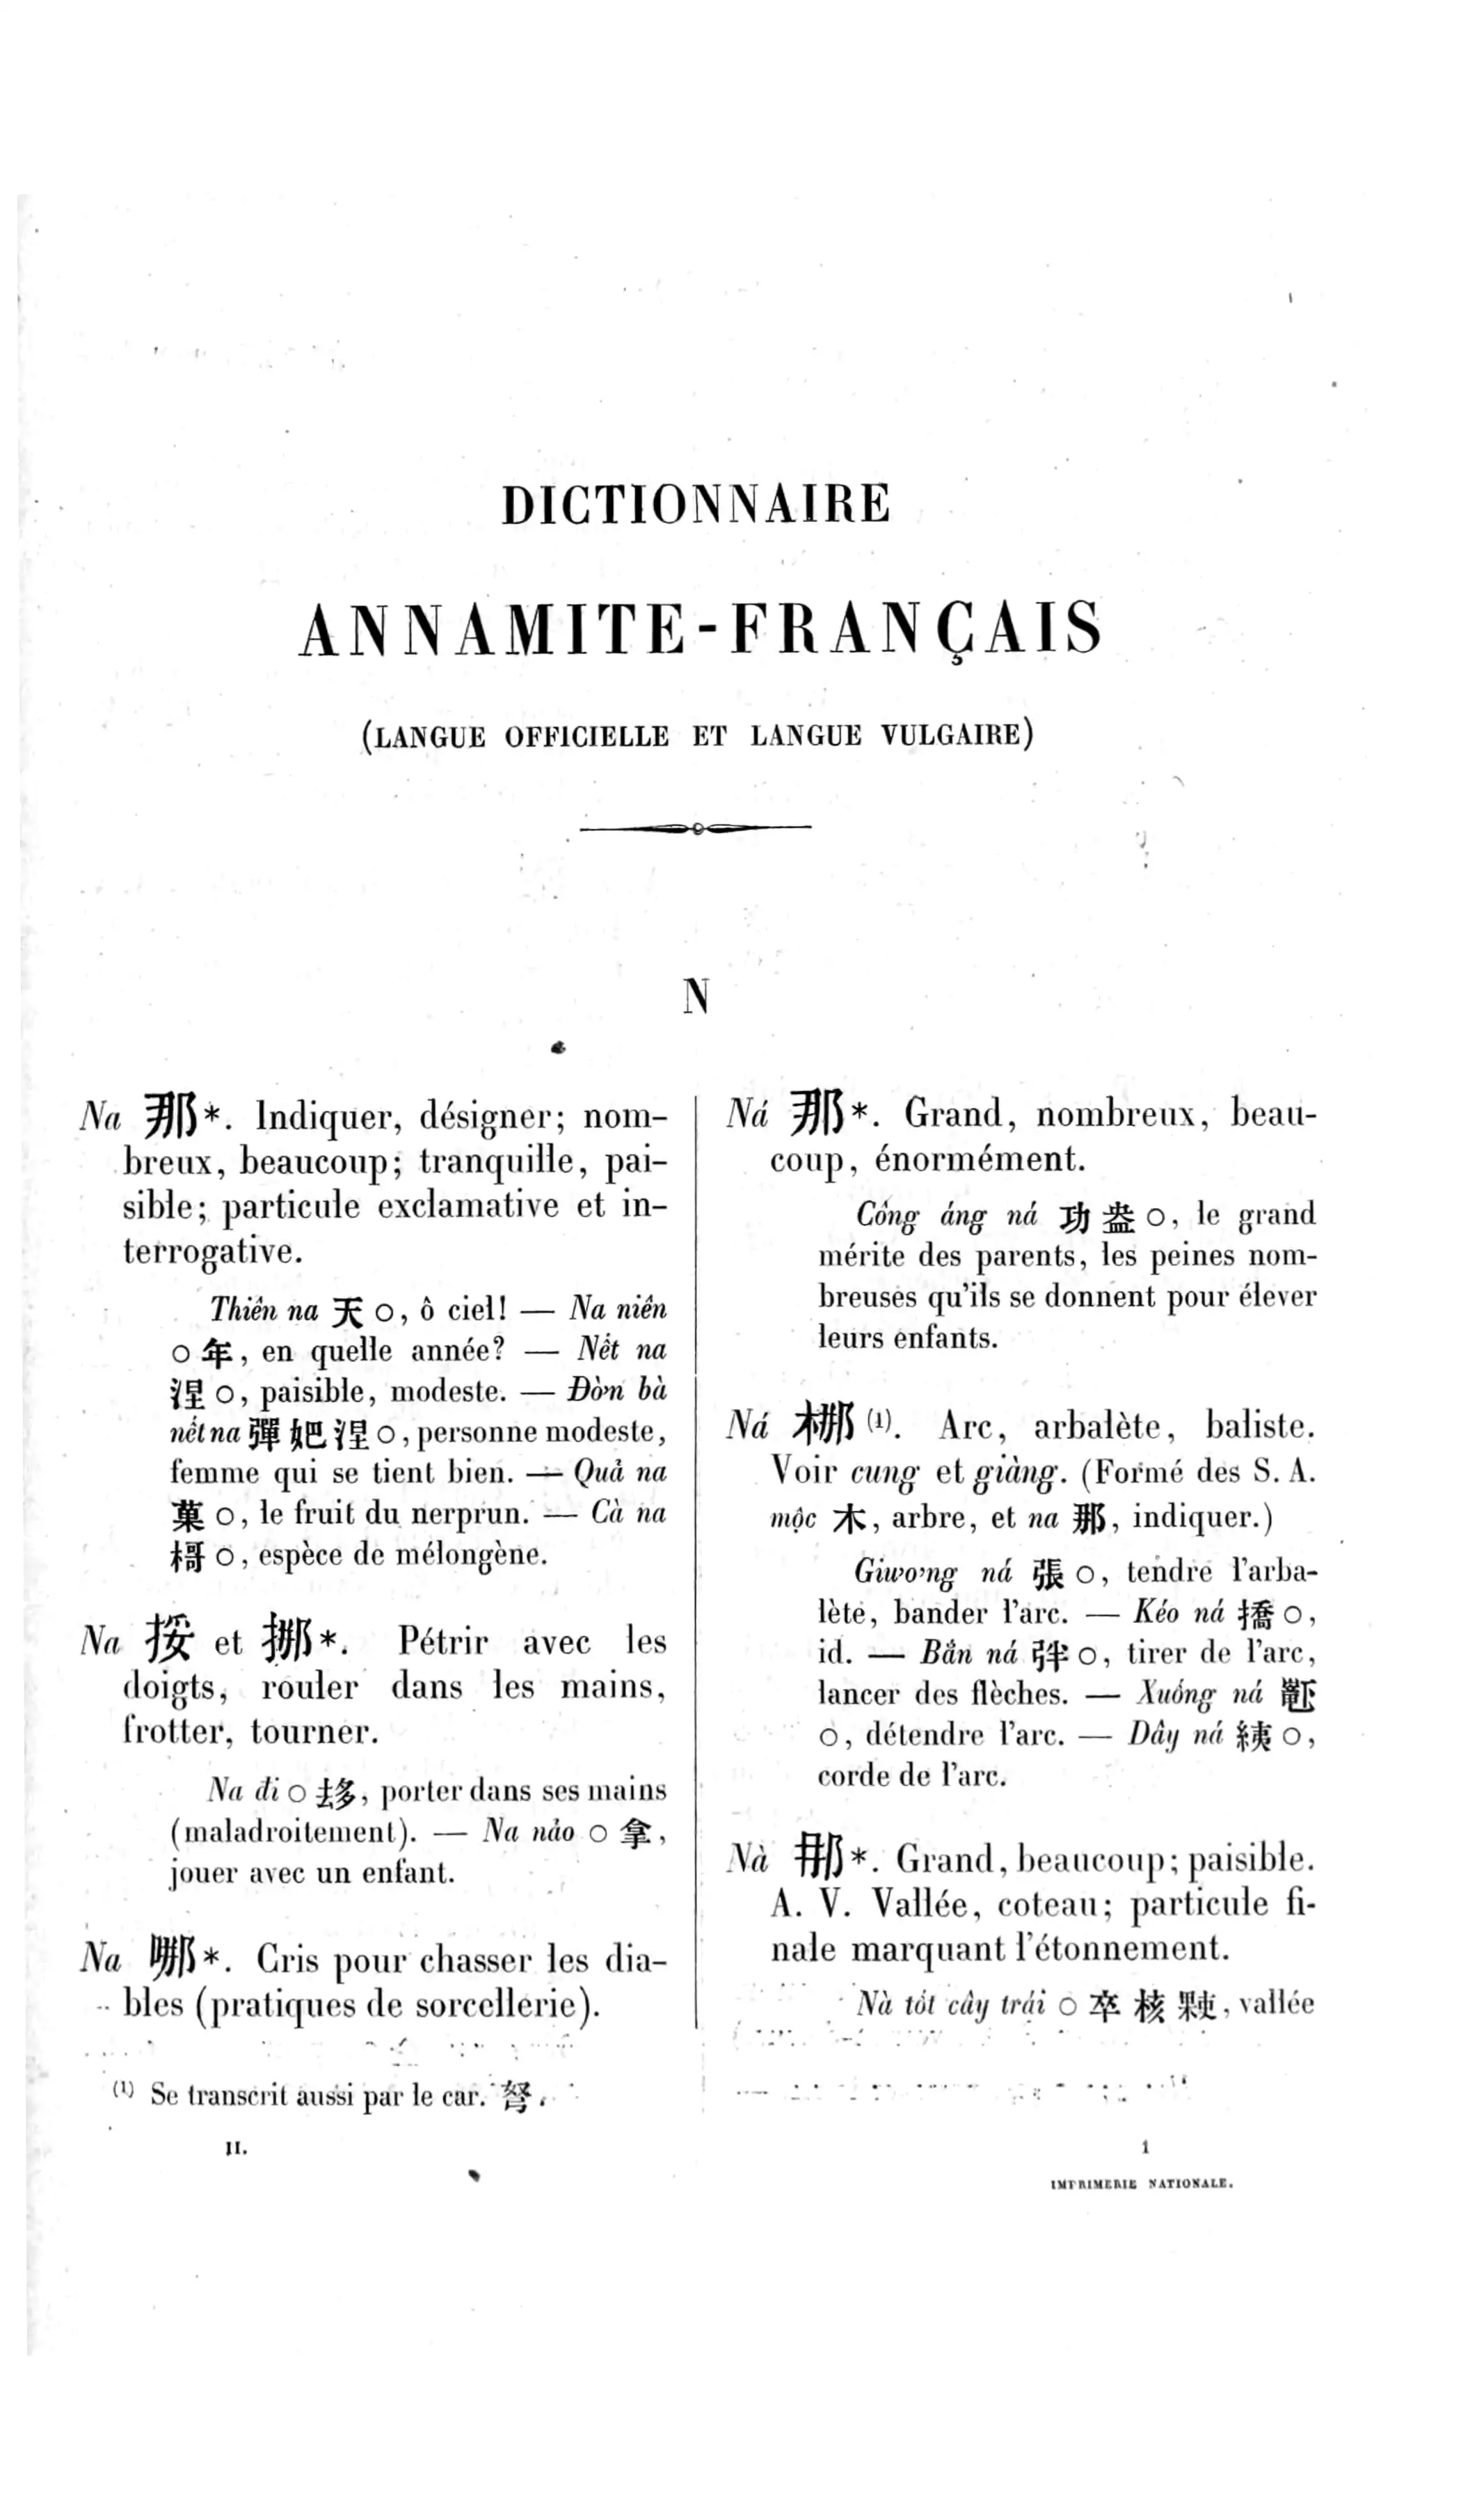 DICTIONNAIRE
ANNAMITE-FRANÇAIS
(LANGUE OFFICIELLE ET LANGUE VULGAIRE)
N
Na 那*. Indiquer, désigner; nom-
breux, beaucoup; tranquille, pai-
sible; particule exclamative et in-
terrogative.
Thiên na 天 ○, ô ciel! — Na niên
○ 年, en quelle année? — Nết na
涅 ○, paisible, modeste. — Đờn bà
nết na 彈 妑 涅 ○, personne modeste,
femme qui se tient bien. — Quả na
菓 ○, le fruit du nerprun. — Cà na
㭴 ○, espèce de mélongène.
Na 挼 et 挪*. Pétrir avec les
doigts, rouler dans les mains,
frotter, tourner.
Na đi ○ 𠫾, porter dans ses mains
(maladroitement). — Na nảo ○ 拿,
jouer avec un enfant.
Na 哪*. Cris pour chasser les dia-
bles (pratiques de sorcellerie).
(1) Se transcrit aussi par le car. 弩.
II.
Ná 那*. Grand, nombreux, beau-
coup, énormément.
Công áng ná 功 盎 ○, le grand
mérite des parents, les peines nom-
breuses qu'ils se donnent pour élever
leurs enfants.
Ná 梛 (1). Arc, arbalète, baliste.
Voir cung et giàng. (Formé des S. A.
mộc 木, arbre, et na 那, indiquer.)
Giương ná 張 ○, tendre l'arba-
lète, bander l'arc. — Kéo ná 撟 ○,
id. — Bắn ná 弝 ○, tirer de l'arc,
lancer des flèches. — Xuống ná
○, détendre l'arc. — Dây ná 𦀊 ○,
corde de l'arc.
Nà 那*. Grand, beaucoup; paisible.
A. V. Vallée, coteau; particule fi-
nale marquant l'étonnement.
Nà tốt cây trái ○ 卒 核 𣛤, vallée
1
IMPRIMERIE NATIONALE.